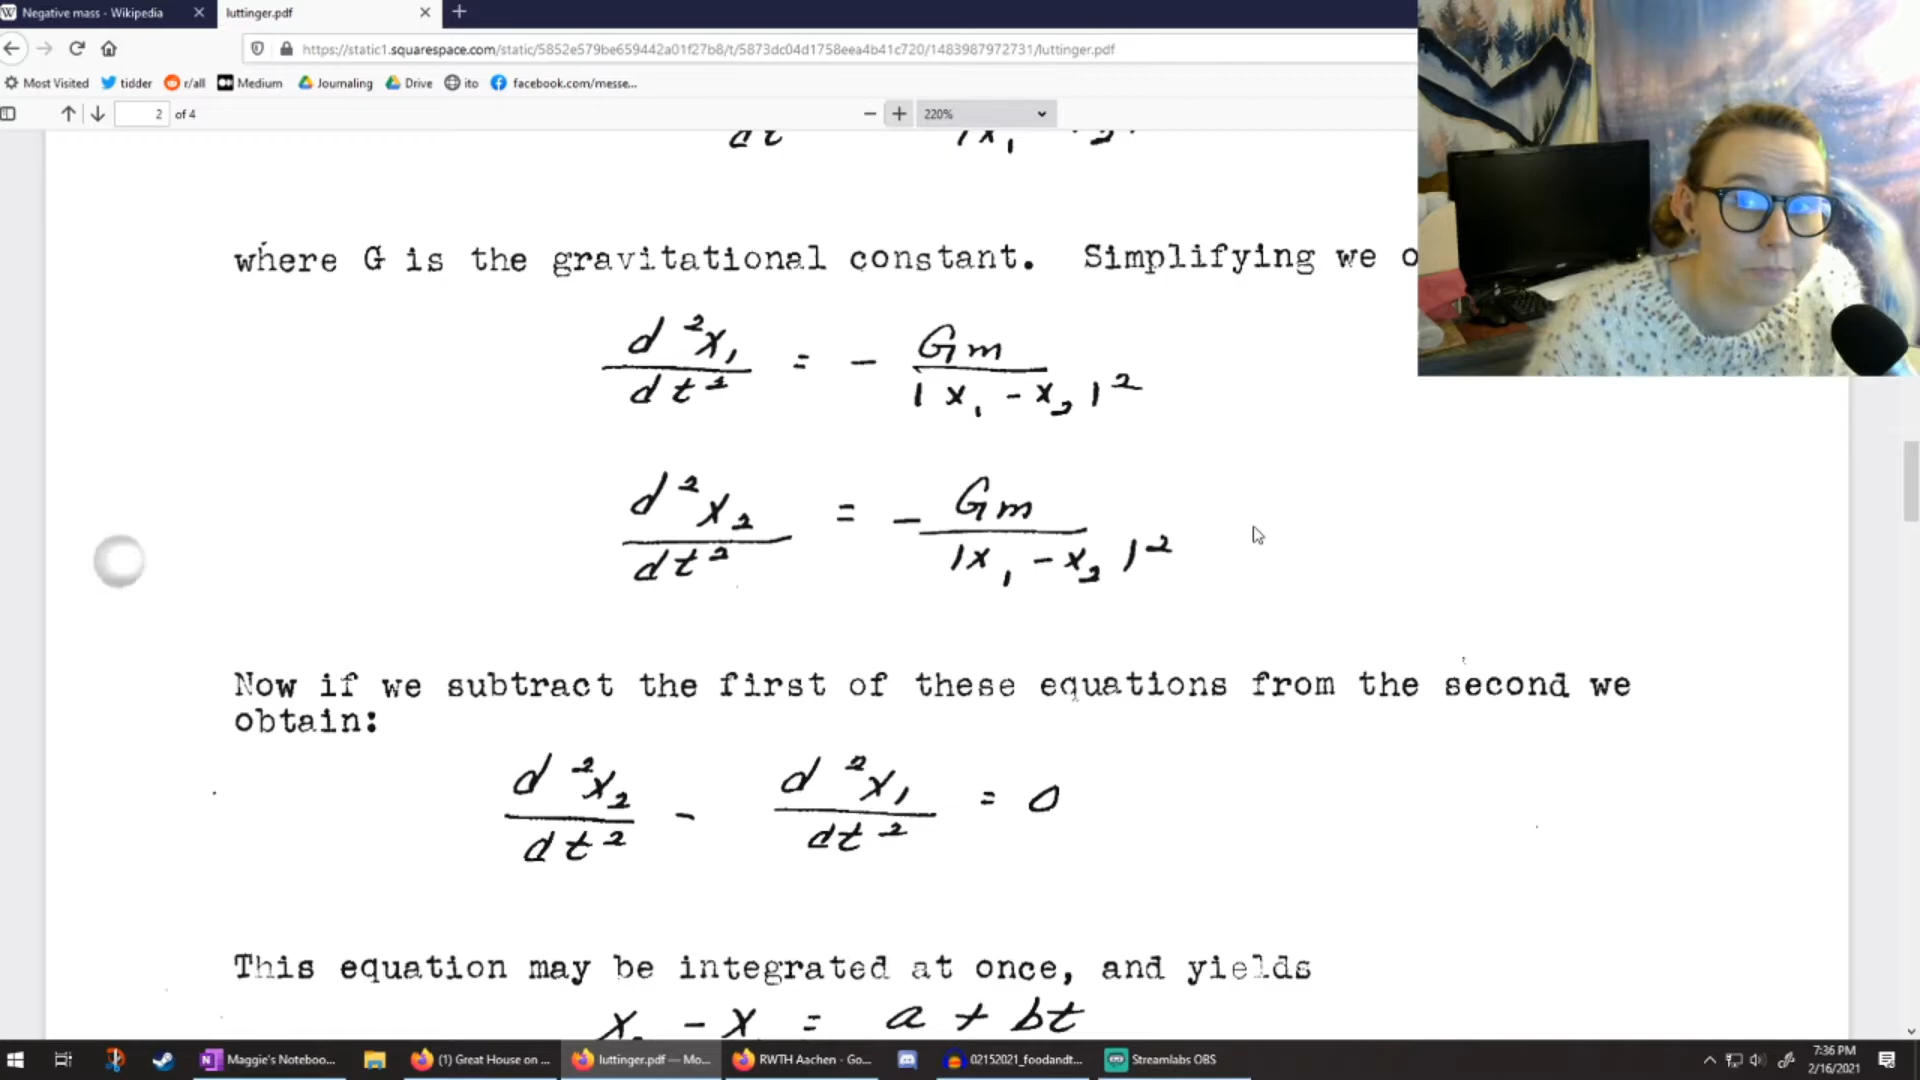 Negative mass - Wikipedia
luttinger.pdf
https://static1.squarespace.com/static/5852e579be659442a01f27b8/t/5873dc04d1758eea4b41c720/1483987972731/luttinger.pdf
Most Visited tidder r/all Medium Journaling Drive ito facebook.com/messe...
2 of 4
220%
where G is the gravitational constant. Simplifying we o
d²x₁/dt² = - Gm/|x₁ - x₂|²
d²x₂/dt² = - Gm/|x₁ - x₂|²
Now if we subtract the first of these equations from the second we
obtain:
d²x₂/dt² - d²x₁/dt² = 0
This equation may be integrated at once, and yields
x - x = a + bt
Maggie's Noteboo... (1) Great House on ... luttinger.pdf — Mo... RWTH Aachen - Go... 02152021_foodandt... Streamlabs OBS
7:36 PM
2/16/2021